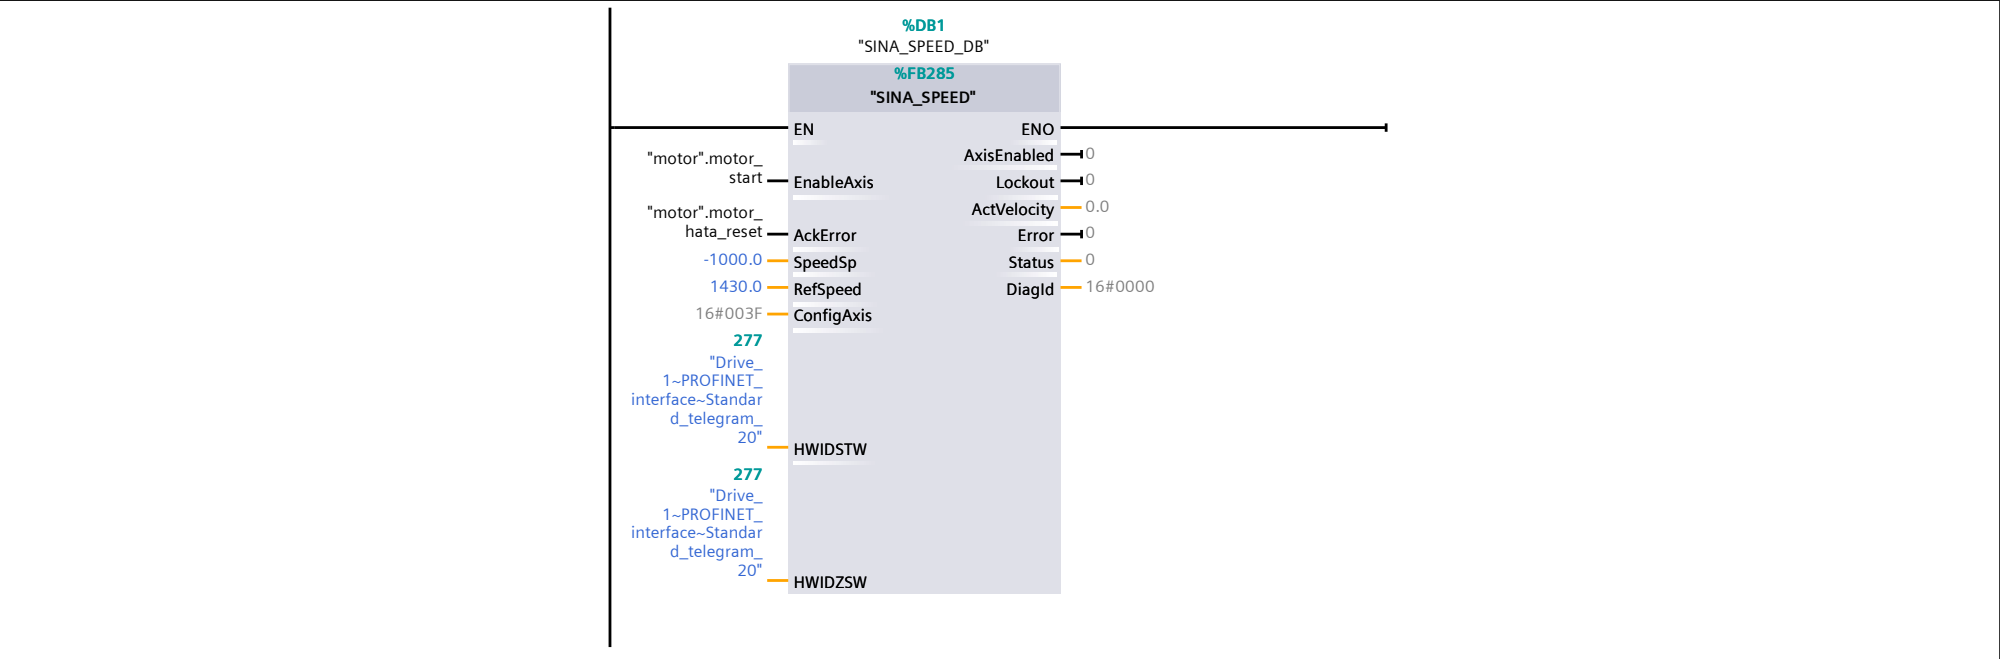 %DB1
"SINA_SPEED_DB"
%FB285
"SINA_SPEED"
EN
ENO
AxisEnabled
0
"motor".motor_
start
EnableAxis
Lockout
0
ActVelocity
0.0
"motor".motor_
hata_reset
AckError
Error
0
-1000.0
SpeedSp
Status
0
1430.0
RefSpeed
DiagId
16#0000
16#003F
ConfigAxis
277
"Drive_
1~PROFINET_
interface~Standar
d_telegram_
20"
HWIDSTW
277
"Drive_
1~PROFINET_
interface~Standar
d_telegram_
20"
HWIDZSW